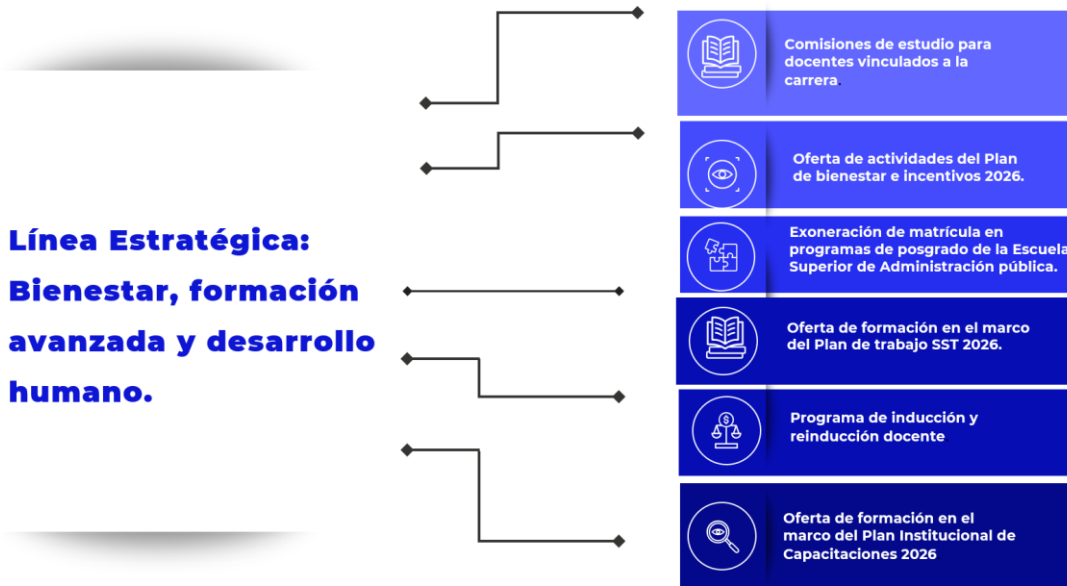 Línea Estratégica:
Bienestar, formación
avanzada y desarrollo
humano.
Comisiones de estudio para
docentes vinculados a la
carrera.
Oferta de actividades del Plan
de bienestar e incentivos 2026.
Exoneración de matrícula en
programas de posgrado de la Escuela
Superior de Administración pública.
Oferta de formación en el marco
del Plan de trabajo SST 2026.
Programa de inducción y
reinducción docente
Oferta de formación en el
marco del Plan Institucional de
Capacitaciones 2026